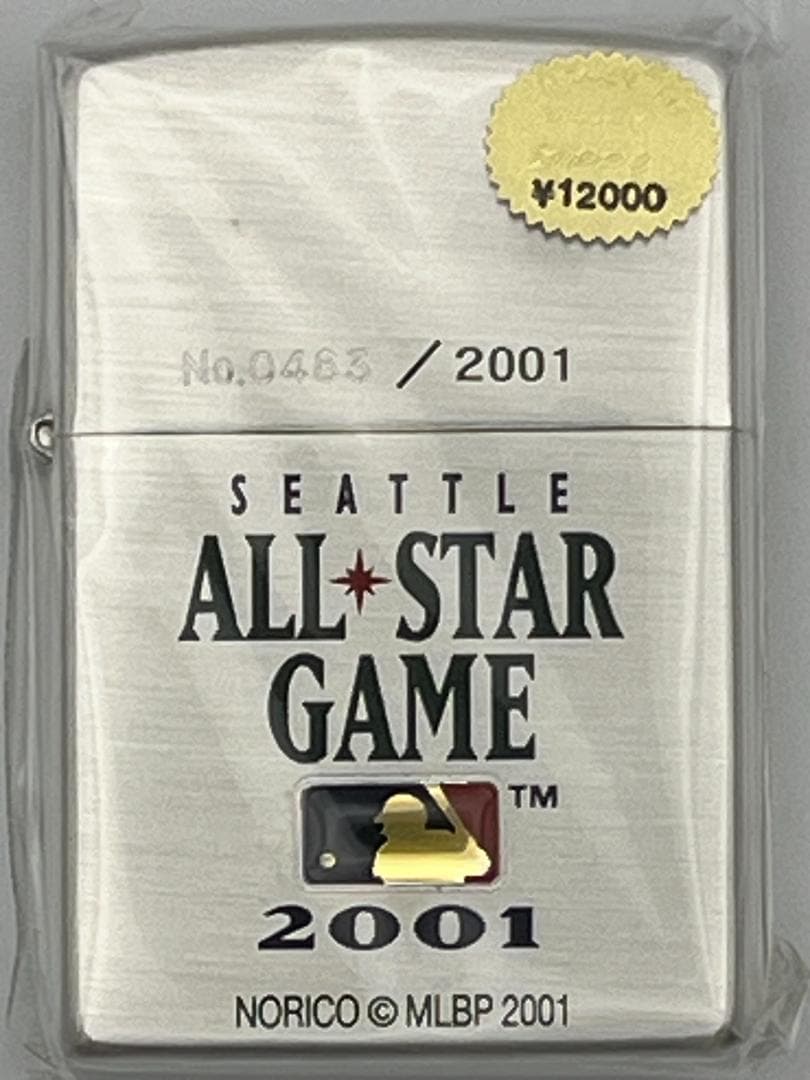 ¥12000
No.0483 / 2001
SEATTLE
ALL STAR
GAME
TM
2001
NORICO © MLBP 2001